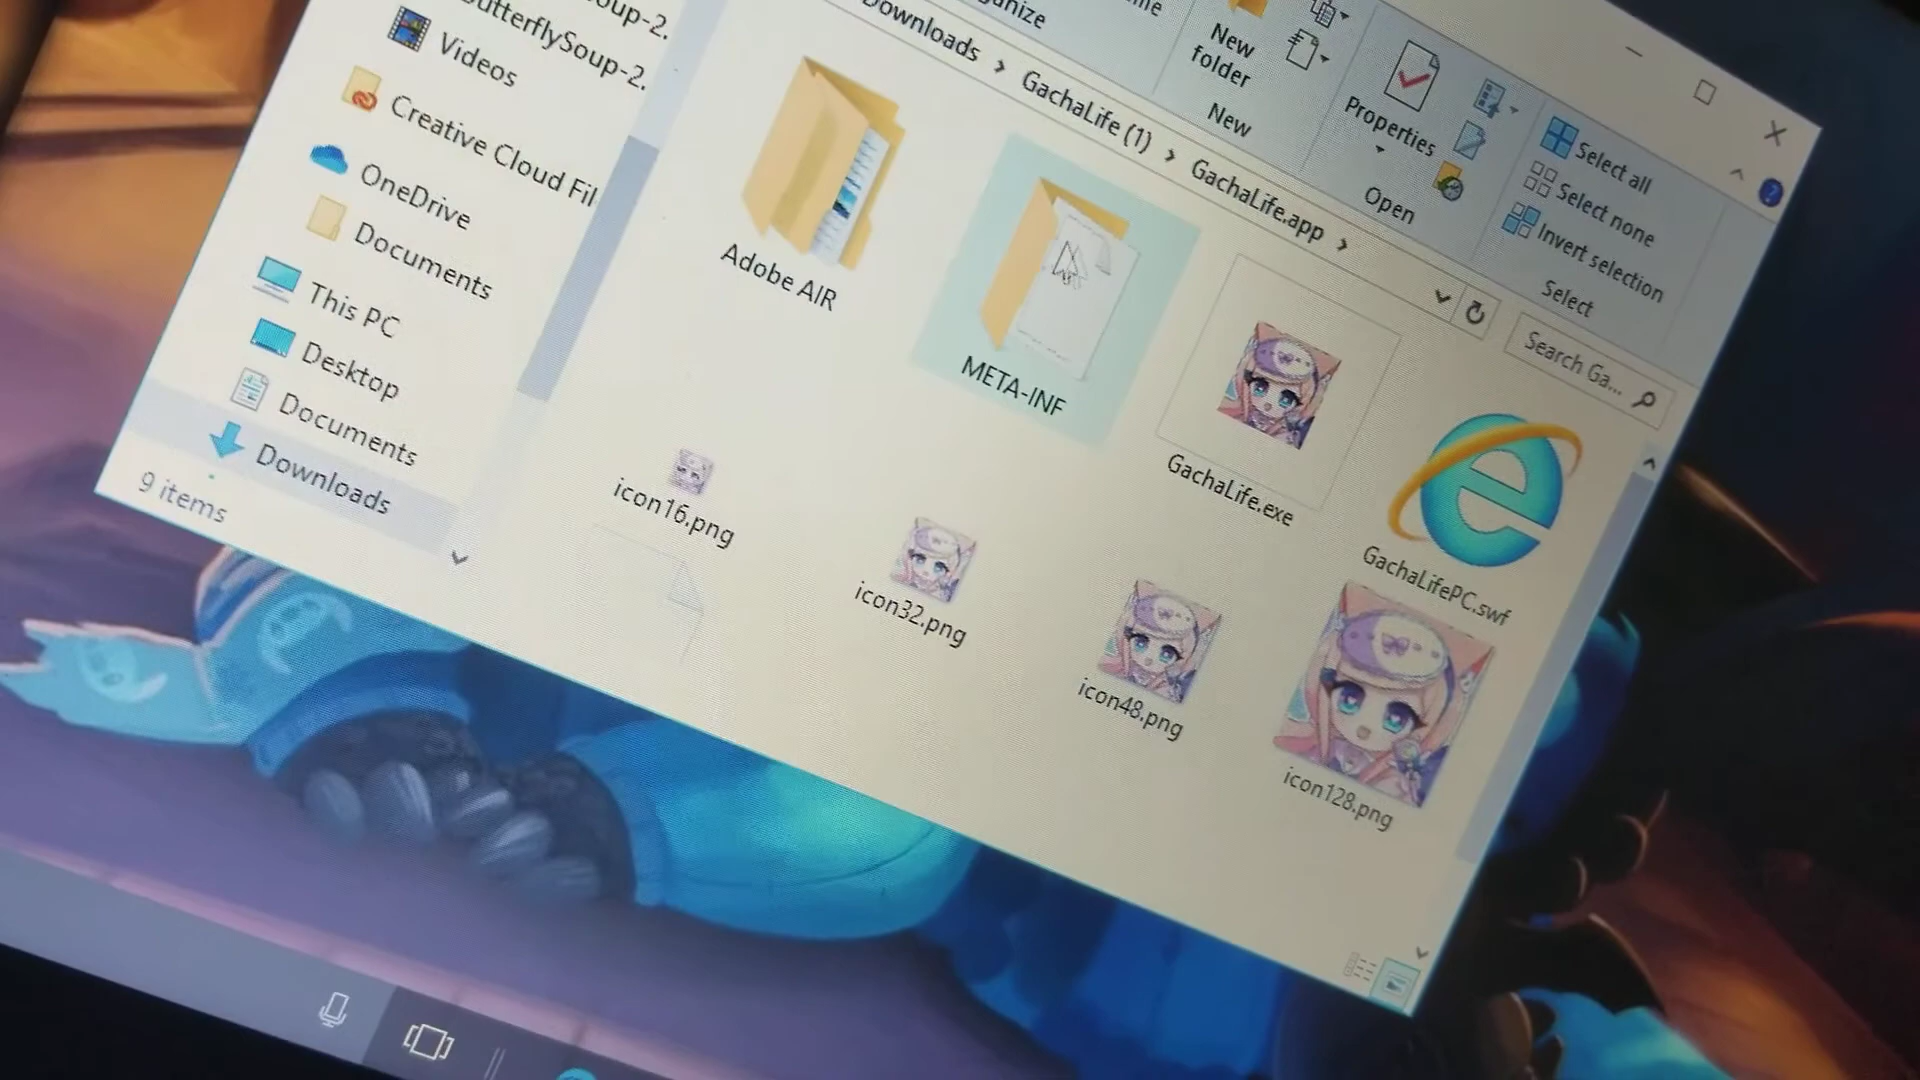 ButterflySoup-2.
Videos
Creative Cloud Fil
OneDrive
Documents
This PC
Desktop
Documents
Downloads
9 items
New
folder
New
Properties
Open
Select all
Select none
Invert selection
Select
Downloads › GachaLife (1) › GachaLife.app ›
Search Ga...
Adobe AIR
META-INF
GachaLife.exe
GachaLifePC.swf
icon16.png
icon32.png
icon48.png
icon128.png